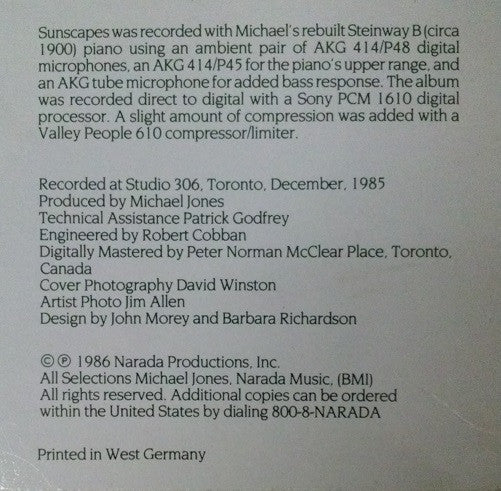 Sunscapes was recorded with Michael's rebuilt Steinway B (circa
1900) piano using an ambient pair of AKG 414/P48 digital
microphones, an AKG 414/P45 for the piano's upper range, and
an AKG tube microphone for added bass response. The album
was recorded direct to digital with a Sony PCM 1610 digital
processor. A slight amount of compression was added with a
Valley People 610 compressor/limiter.
Recorded at Studio 306, Toronto, December, 1985
Produced by Michael Jones
Technical Assistance Patrick Godfrey
Engineered by Robert Cobban
Digitally Mastered by Peter Norman McClear Place, Toronto,
Canada
Cover Photography David Winston
Artist Photo Jim Allen
Design by John Morey and Barbara Richardson
© ℗ 1986 Narada Productions, Inc.
All Selections Michael Jones, Narada Music, (BMI)
All rights reserved. Additional copies can be ordered
within the United States by dialing 800-8-NARADA
Printed in West Germany